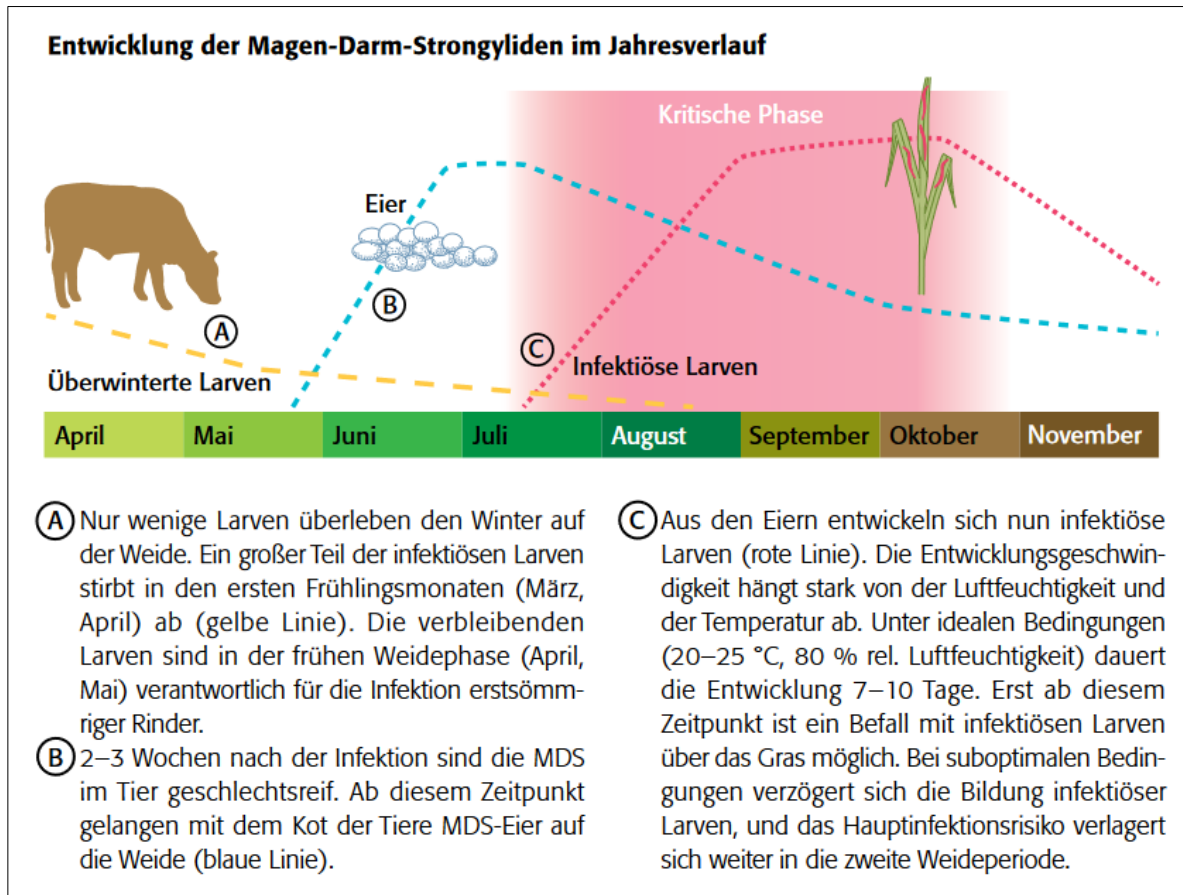 Entwicklung der Magen-Darm-Strongyliden im Jahresverlauf
Kritische Phase
Eier
B
A
C
Infektiöse Larven
Überwinterte Larven
April Mai Juni Juli August September Oktober November
A Nur wenige Larven überleben den Winter auf
der Weide. Ein großer Teil der infektiösen Larven
stirbt in den ersten Frühlingsmonaten (März,
April) ab (gelbe Linie). Die verbleibenden
Larven sind in der frühen Weidephase (April,
Mai) verantwortlich für die Infektion erstsömm-
riger Rinder.
B 2–3 Wochen nach der Infektion sind die MDS
im Tier geschlechtsreif. Ab diesem Zeitpunkt
gelangen mit dem Kot der Tiere MDS-Eier auf
die Weide (blaue Linie).
C Aus den Eiern entwickeln sich nun infektiöse
Larven (rote Linie). Die Entwicklungsgeschwin-
digkeit hängt stark von der Luftfeuchtigkeit und
der Temperatur ab. Unter idealen Bedingungen
(20–25 °C, 80 % rel. Luftfeuchtigkeit) dauert
die Entwicklung 7–10 Tage. Erst ab diesem
Zeitpunkt ist ein Befall mit infektiösen Larven
über das Gras möglich. Bei suboptimalen Bedin-
gungen verzögert sich die Bildung infektiöser
Larven, und das Hauptinfektionsrisiko verlagert
sich weiter in die zweite Weideperiode.